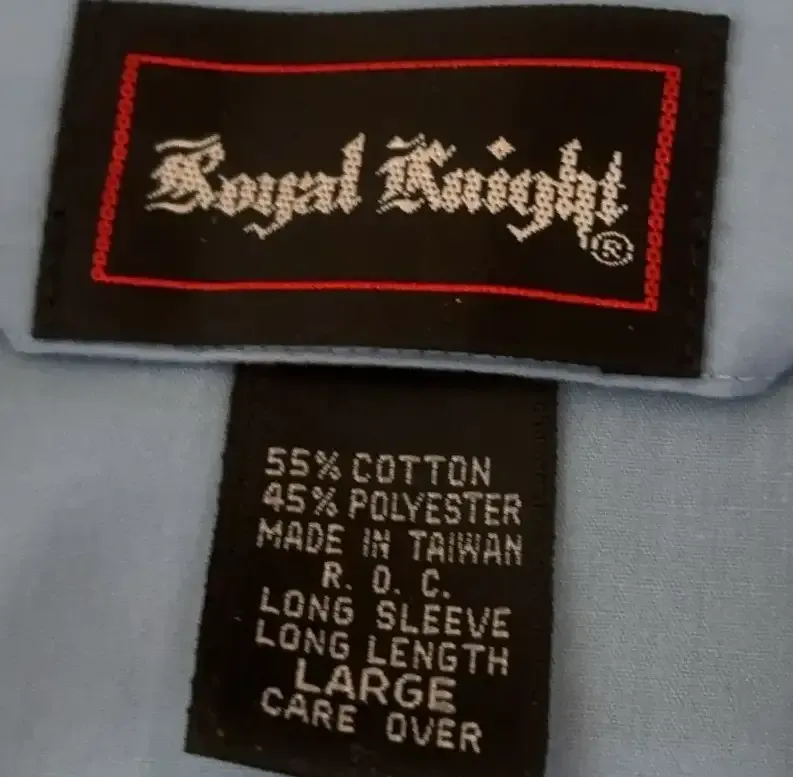 Royal Knight®
55% COTTON
45% POLYESTER
MADE IN TAIWAN
R. O. C.
LONG SLEEVE
LONG LENGTH
LARGE
CARE OVER